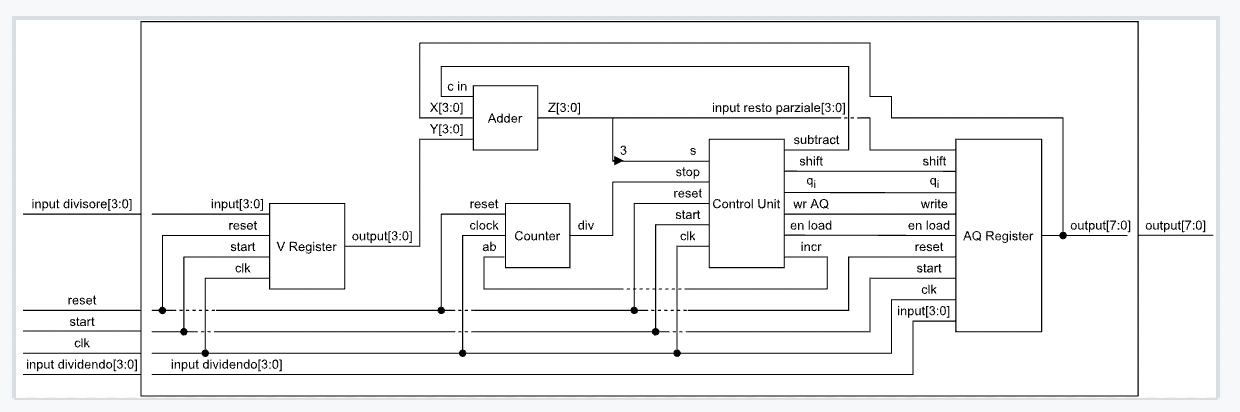 c in
X[3:0]
Z[3:0]
input resto parziale[3:0]
Adder
Y[3:0]
subtract
3
s
shift
shift
stop
qi
qi
input divisore[3:0]
input[3:0]
reset
reset
Control Unit
wr AQ
write
reset
start
clock
div
en load
en load
output[7:0]
output[7:0]
output[3:0]
Counter
AQ Register
V Register
start
clk
ab
incr
reset
clk
start
clk
reset
input[3:0]
start
clk
input dividendo[3:0]
input dividendo[3:0]